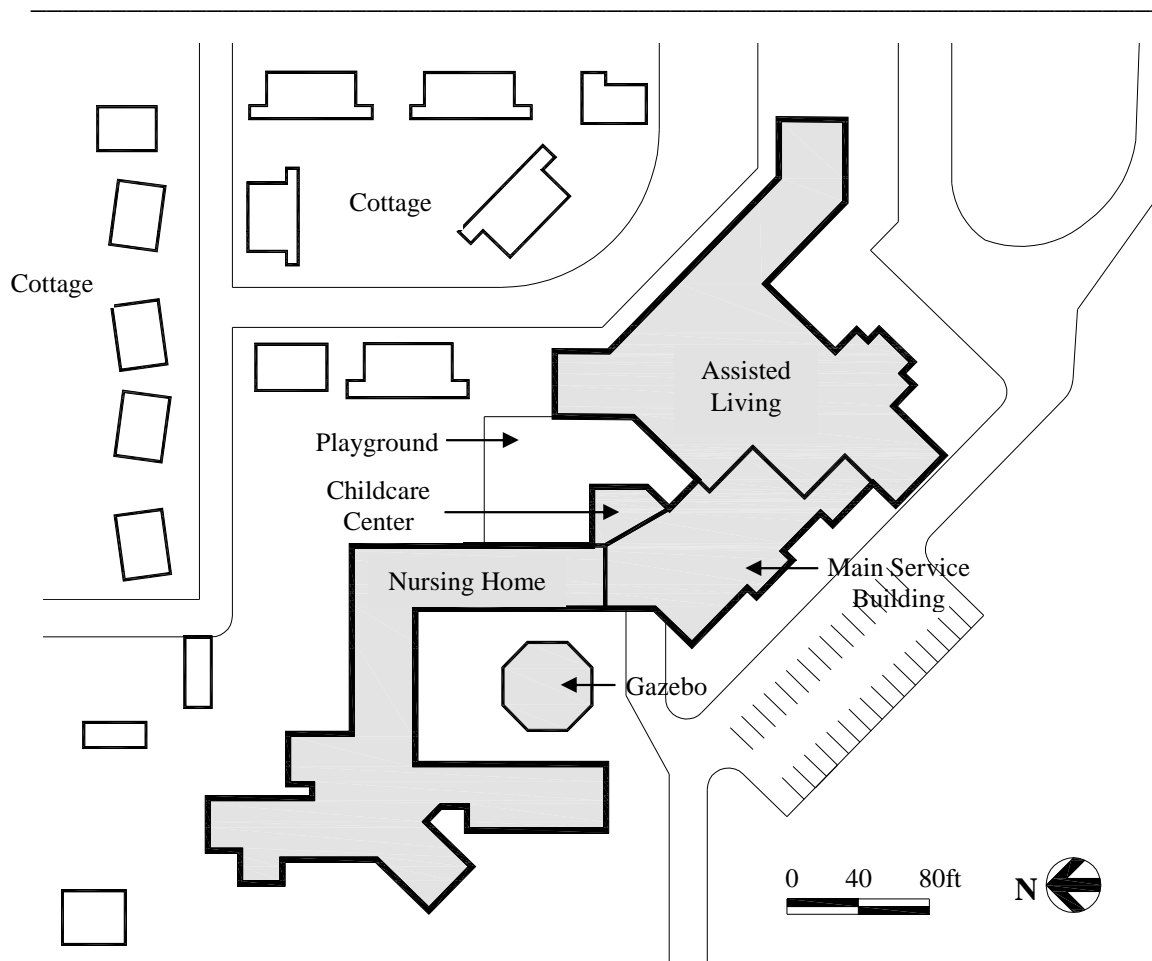 Cottage
Cottage
Assisted
Living
Playground
Childcare
Center
Nursing Home
Main Service
Building
Gazebo
0 40 80ft
N